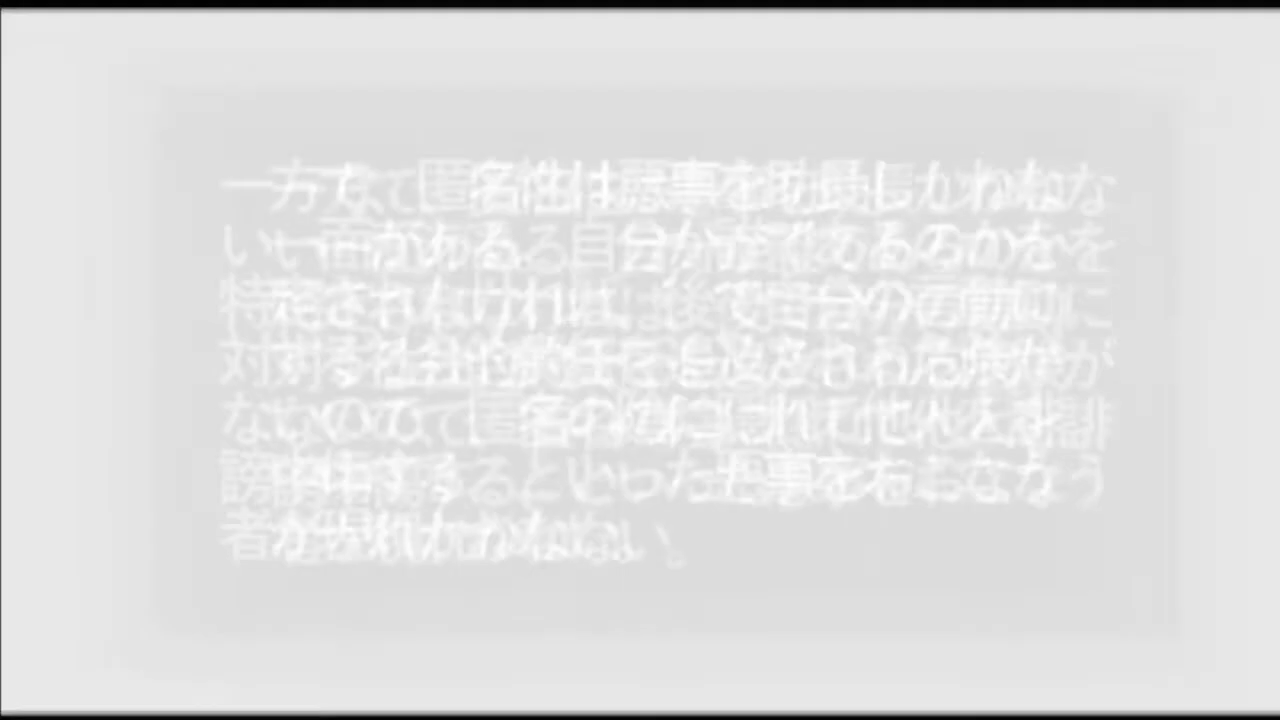 一方で匿名性は悪事を助長しかねな
い一面がある自分が誰であるのかを
特定されなければ後で自分の言動に
対する社会的責任を追及される危険が
ないので匿名の陰に隠れて他人を誹
謗中傷するといった悪事をおこなう
者が現れかねない。